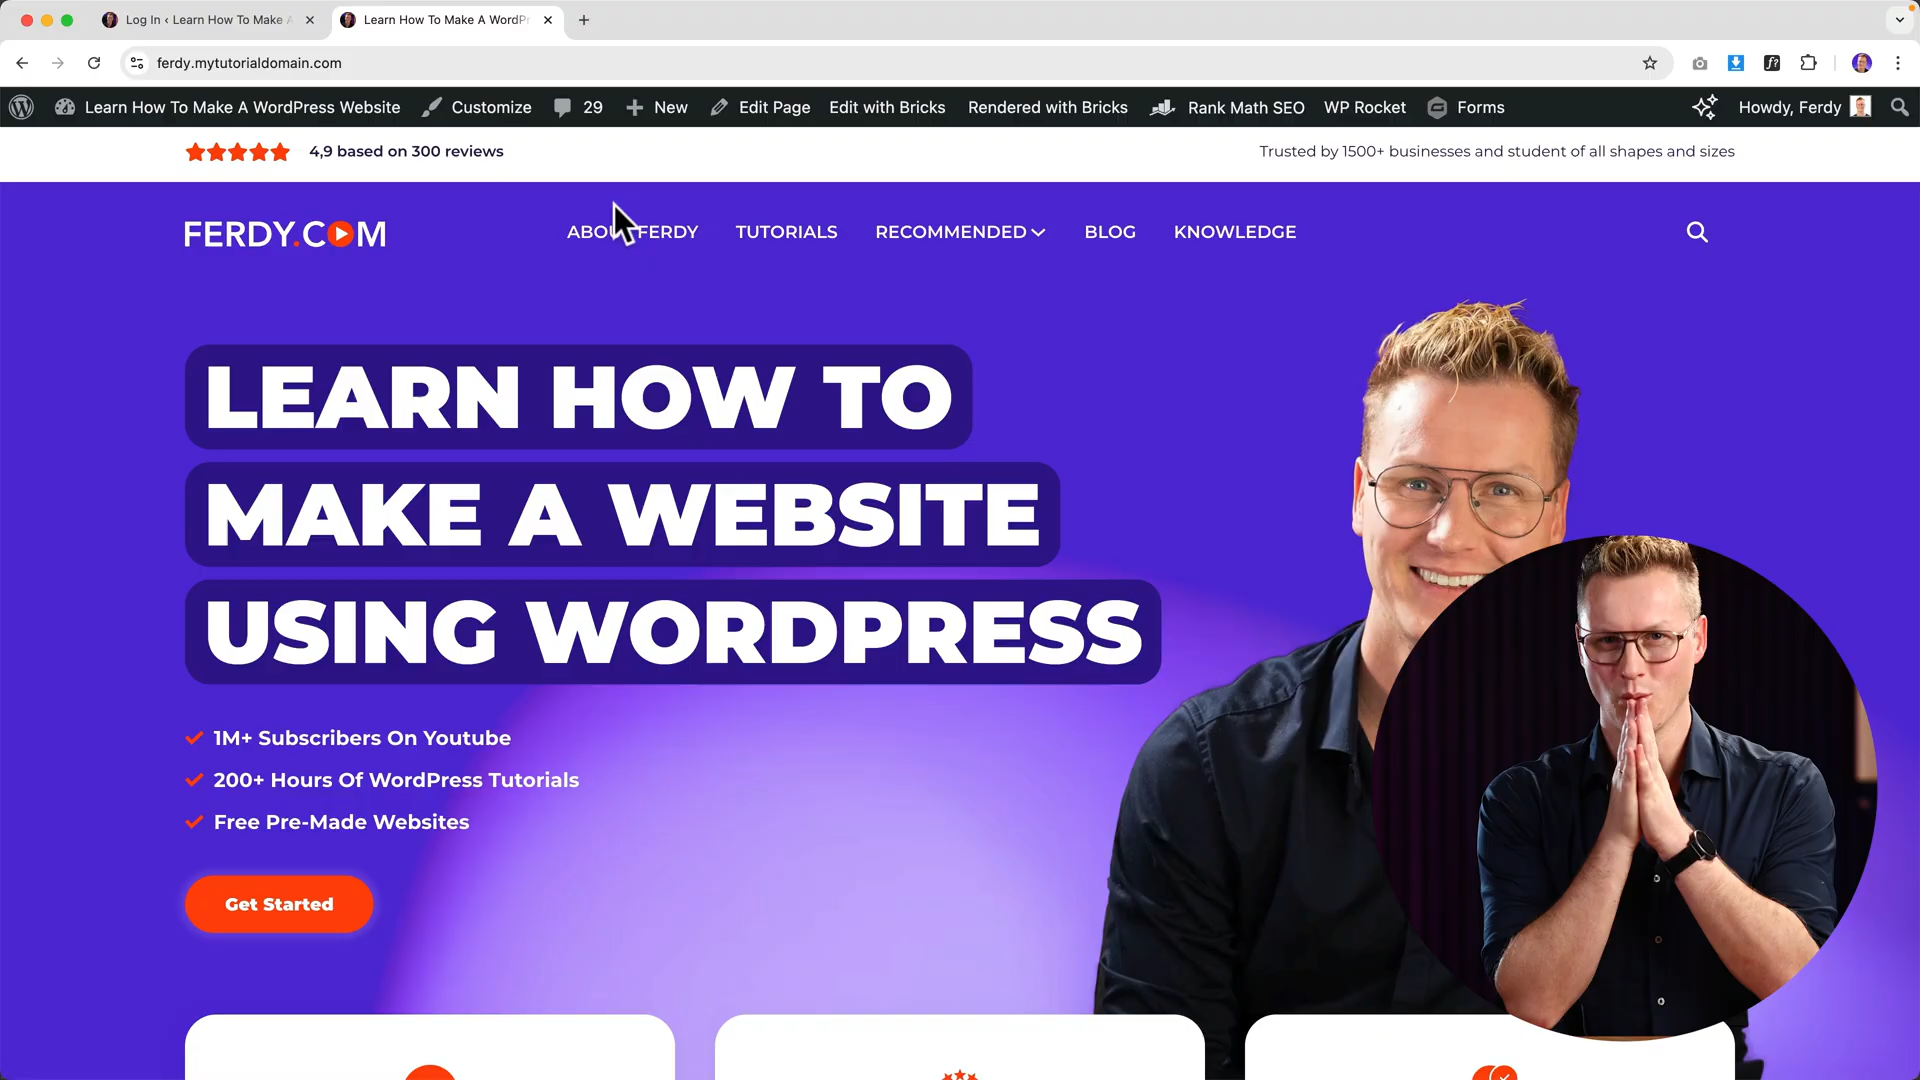 Log In ‹ Learn How To Make A
Learn How To Make A WordPr
ferdy.mytutorialdomain.com
Learn How To Make A WordPress Website
Customize
29
New
Edit Page
Edit with Bricks
Rendered with Bricks
Rank Math SEO
WP Rocket
Forms
Howdy, Ferdy
4,9 based on 300 reviews
Trusted by 1500+ businesses and student of all shapes and sizes
FERDY.COM
ABOUT FERDY
TUTORIALS
RECOMMENDED
BLOG
KNOWLEDGE
LEARN HOW TO
MAKE A WEBSITE
USING WORDPRESS
1M+ Subscribers On Youtube
200+ Hours Of WordPress Tutorials
Free Pre-Made Websites
Get Started